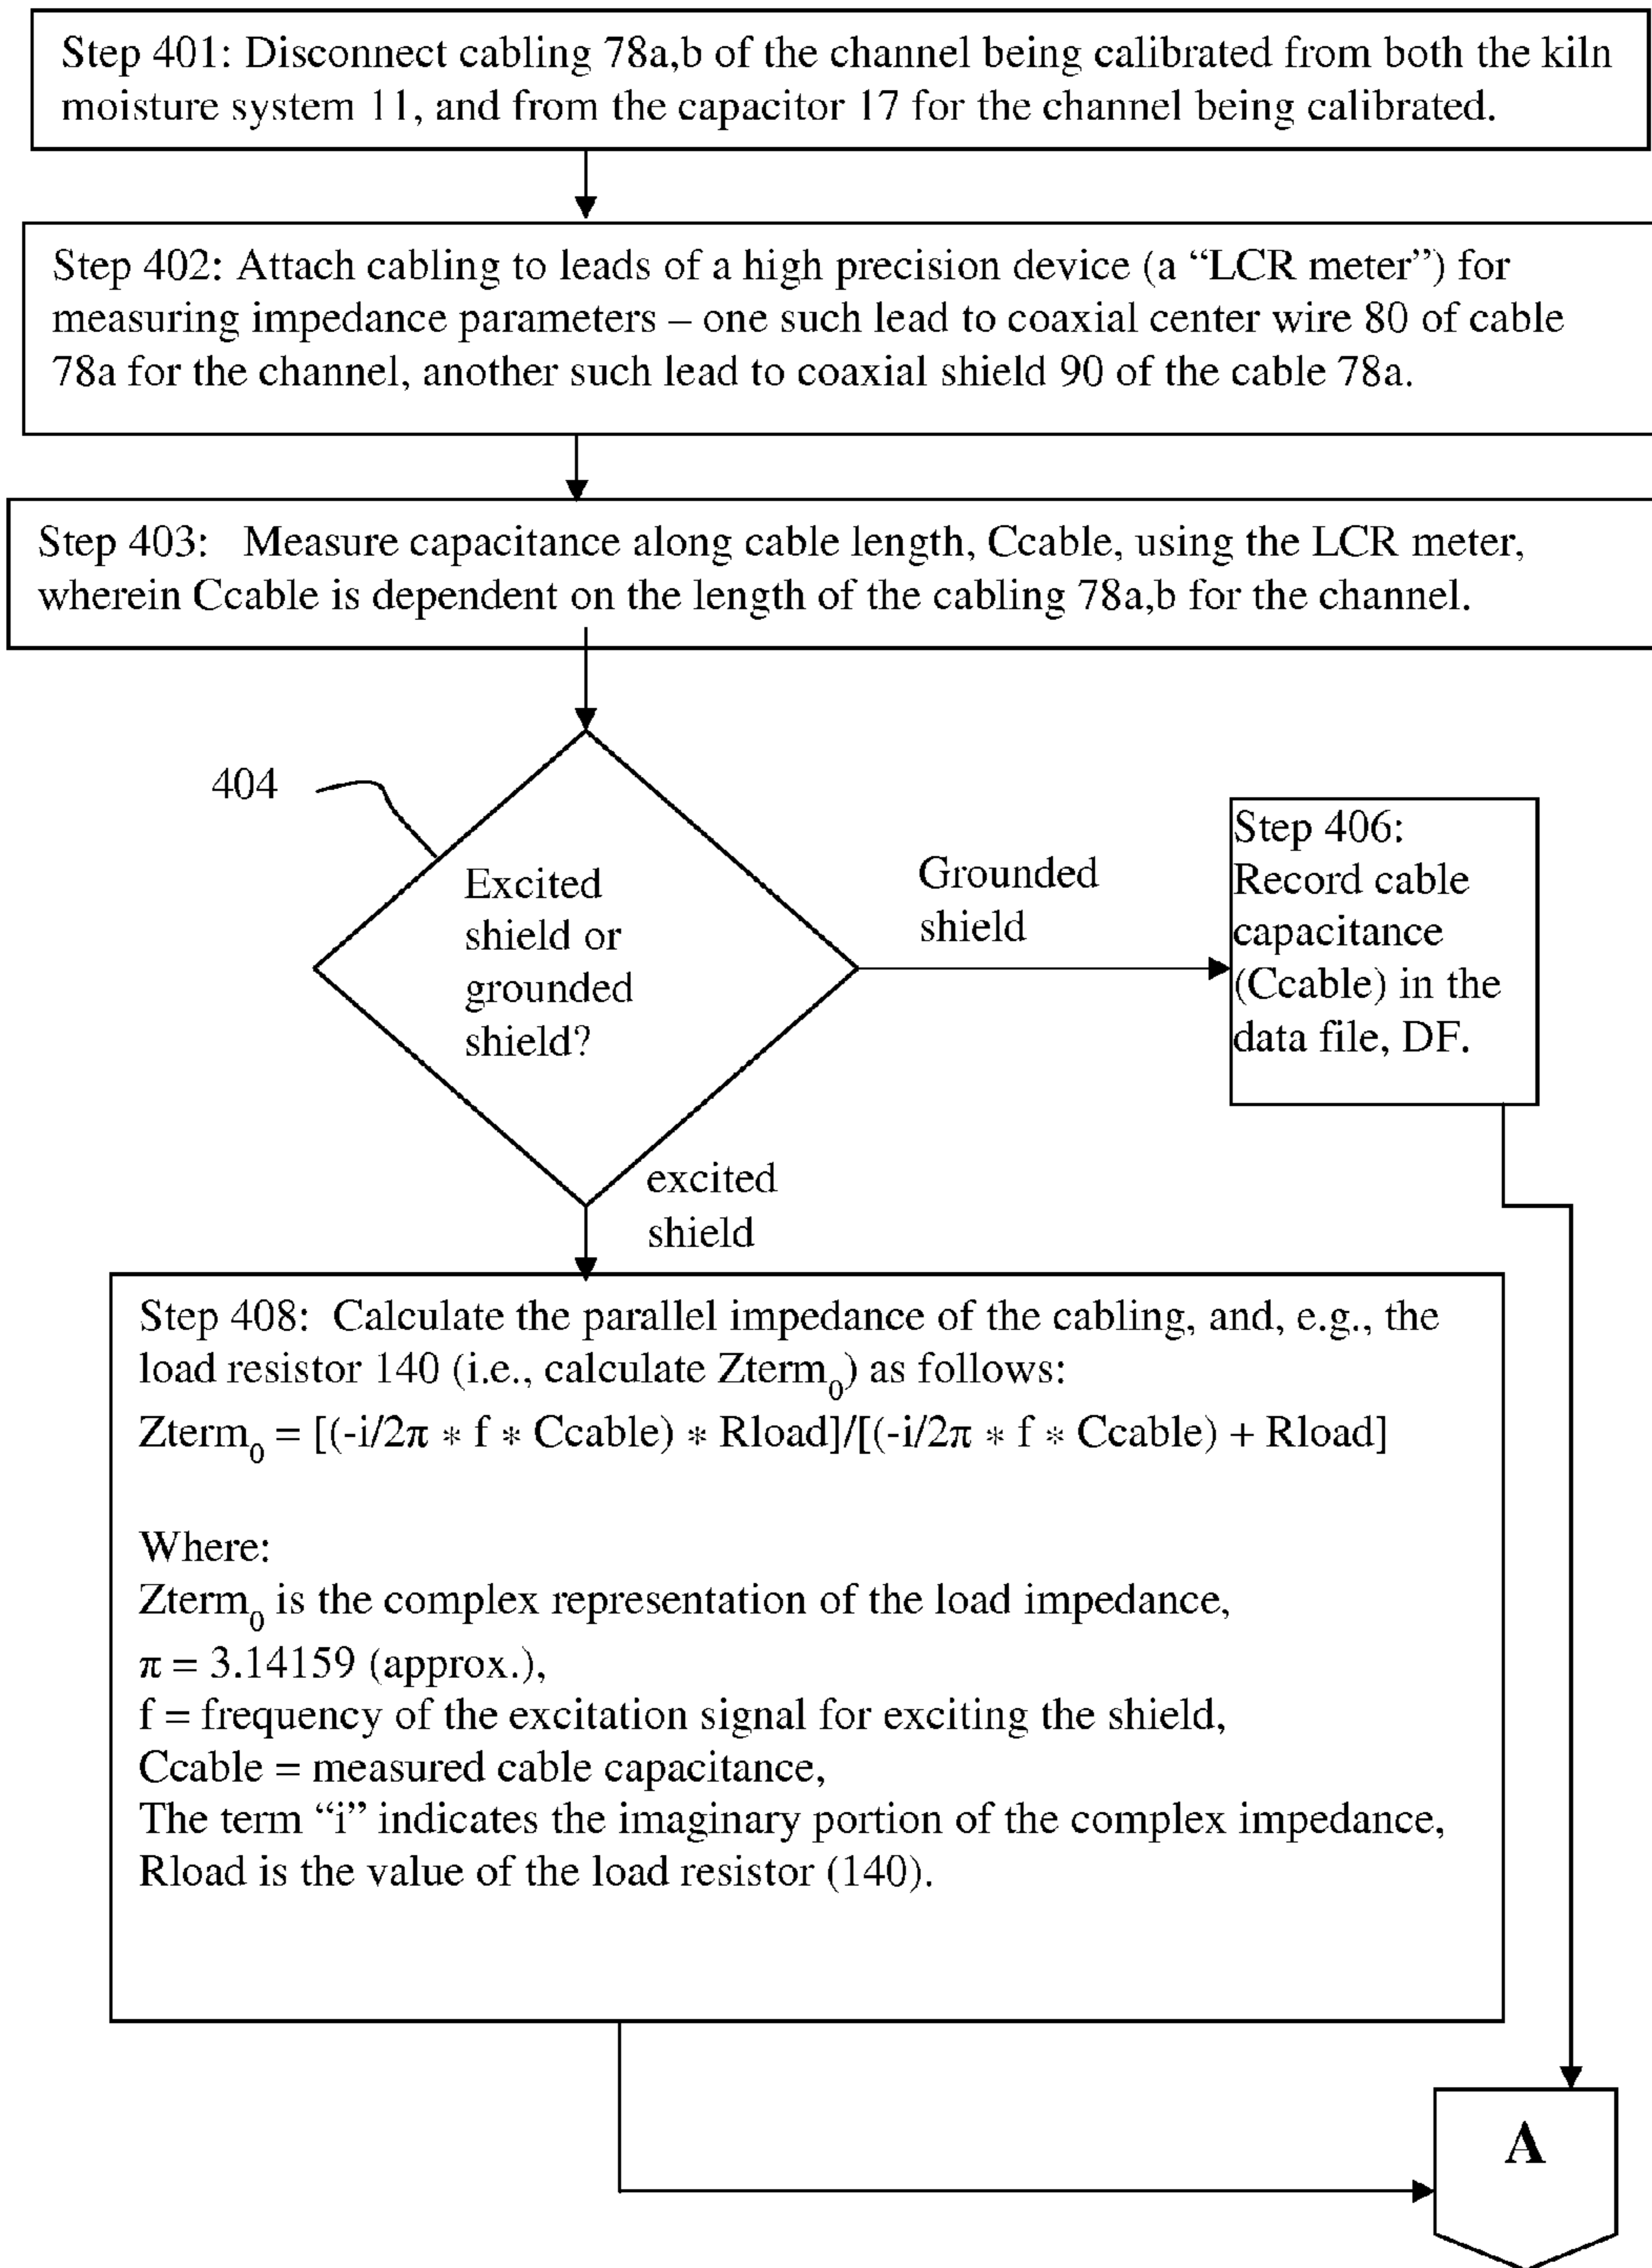 Step 401: Disconnect cabling 78a,b of the channel being calibrated from both the kiln
moisture system 11, and from the capacitor 17 for the channel being calibrated.
Step 402: Attach cabling to leads of a high precision device (a “LCR meter”) for
measuring impedance parameters – one such lead to coaxial center wire 80 of cable
78a for the channel, another such lead to coaxial shield 90 of the cable 78a.
Step 403: Measure capacitance along cable length, Ccable, using the LCR meter,
wherein Ccable is dependent on the length of the cabling 78a,b for the channel.
404
Excited
shield or
grounded
shield?
Grounded
shield
Step 406:
Record cable
capacitance
(Ccable) in the
data file, DF.
excited
shield
Step 408: Calculate the parallel impedance of the cabling, and, e.g., the
load resistor 140 (i.e., calculate Zterm₀) as follows:
Zterm₀ = [(-i/2π * f * Ccable) * Rload]/[(-i/2π * f * Ccable) + Rload]
Where:
Zterm₀ is the complex representation of the load impedance,
π = 3.14159 (approx.),
f = frequency of the excitation signal for exciting the shield,
Ccable = measured cable capacitance,
The term “i” indicates the imaginary portion of the complex impedance,
Rload is the value of the load resistor (140).
A